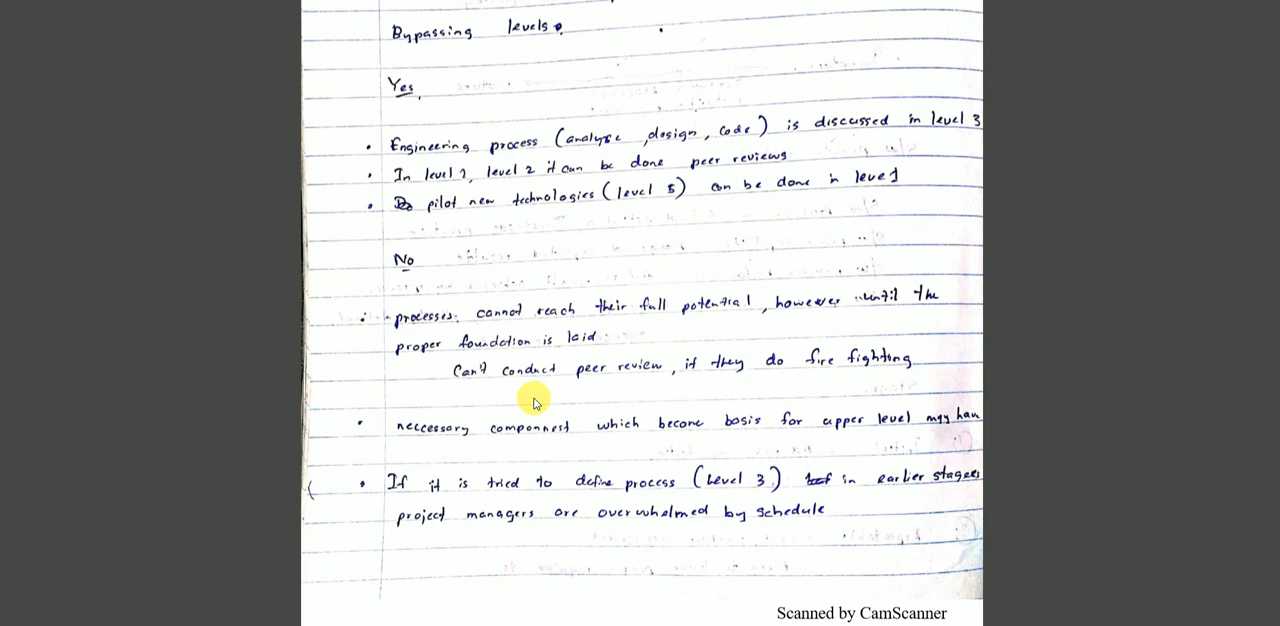 Bypassing levels.
Yes
. Engineering process (analyse, design, code) is discussed in level 3
. In level 1, level 2 it can be done peer reviews
. pilot new technologies (level 5) can be done in level 1
No
. processes cannot reach their full potential, however until the
proper foundation is laid
Can't conduct peer review, if they do fire fighting
. neccessary componnest which become basis for upper level may hav
. If it is tried to define process (Level 3) in earlier stages
project managers are overwhelmed by schedule
Scanned by CamScanner